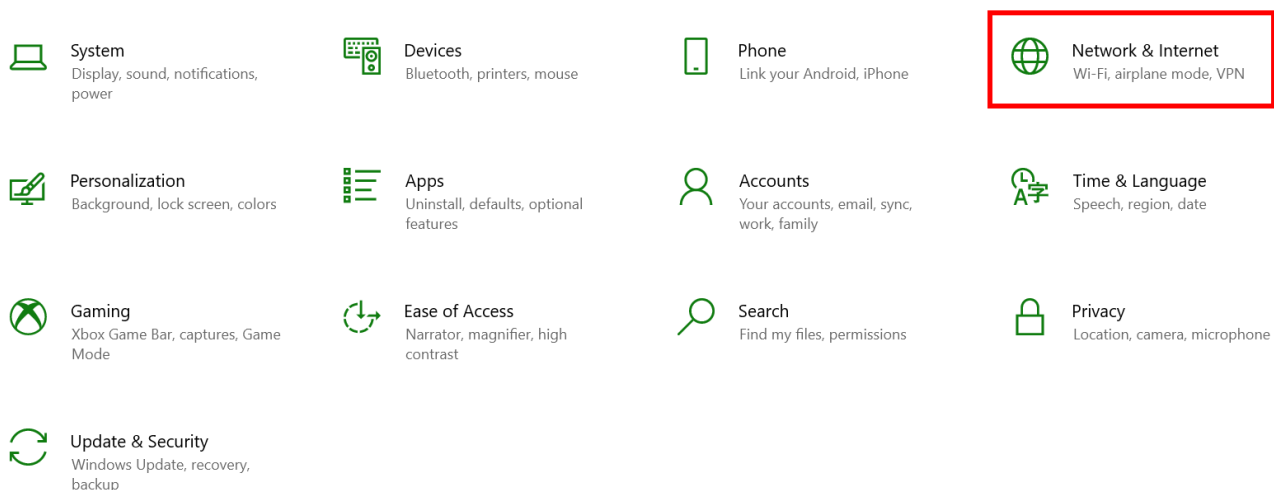 System
Display, sound, notifications,
power
Devices
Bluetooth, printers, mouse
Phone
Link your Android, iPhone
Network & Internet
Wi-Fi, airplane mode, VPN
Personalization
Background, lock screen, colors
Apps
Uninstall, defaults, optional
features
Accounts
Your accounts, email, sync,
work, family
Time & Language
Speech, region, date
Gaming
Xbox Game Bar, captures, Game
Mode
Ease of Access
Narrator, magnifier, high
contrast
Search
Find my files, permissions
Privacy
Location, camera, microphone
Update & Security
Windows Update, recovery,
backup